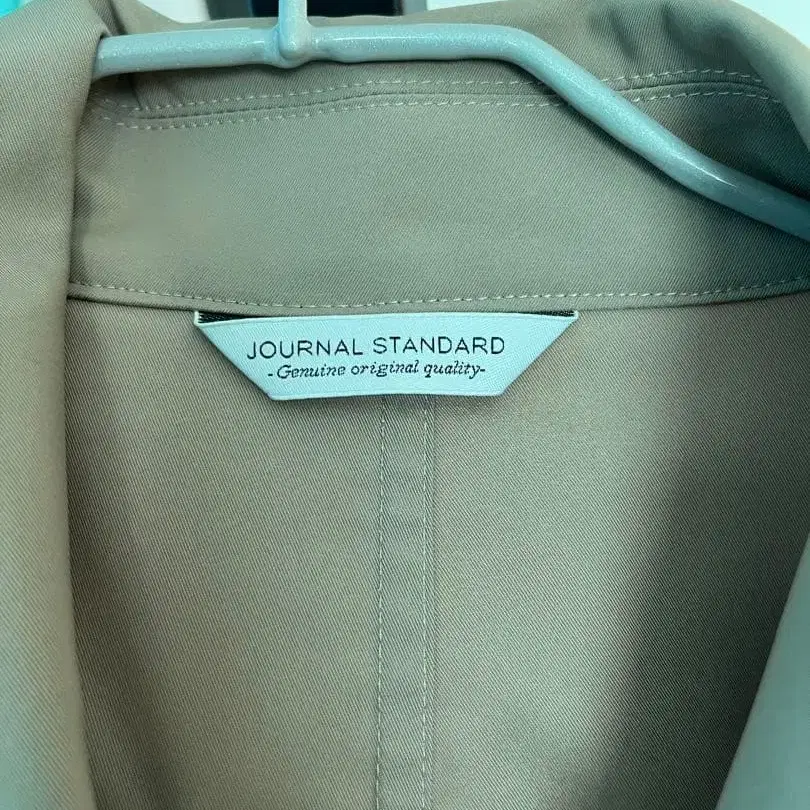 JOURNAL STANDARD
-Genuine original quality-